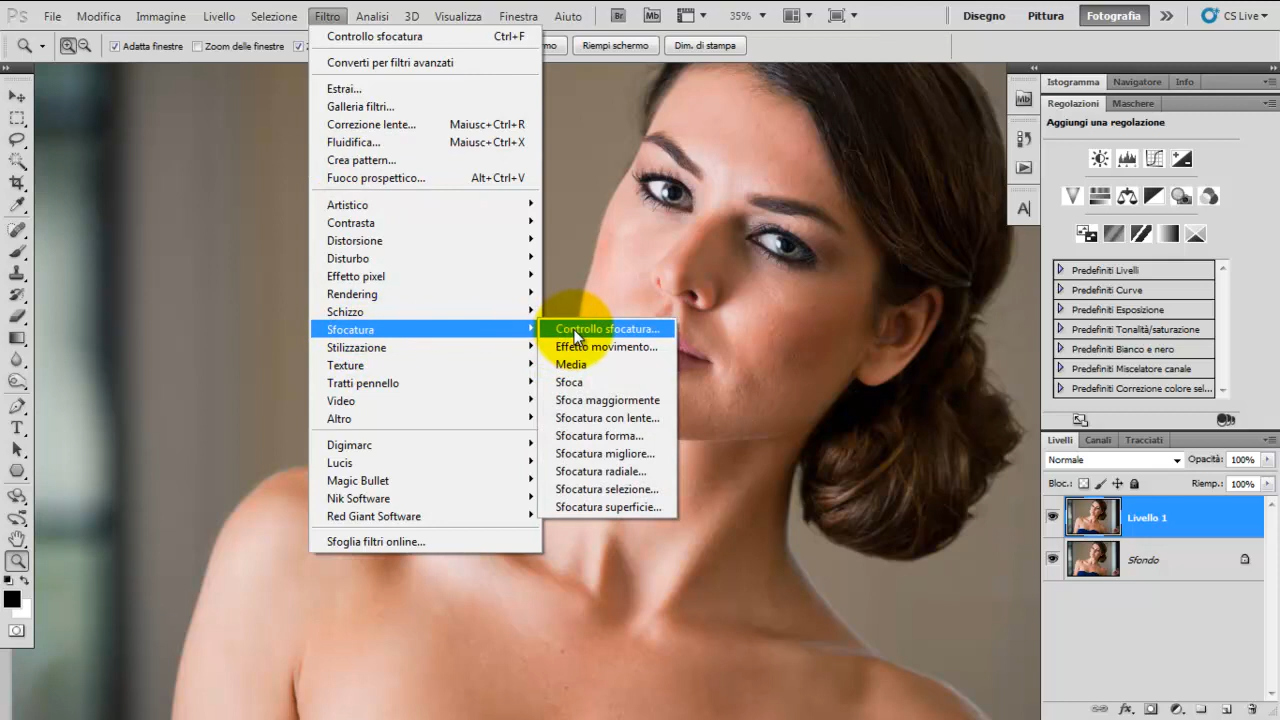 Ps File Modifica Immagine Livello Selezione Filtro Analisi 3D Visualizza Finestra Aiuto Br Mb 35% Disegno Pittura Fotografia CS Live
Adatta finestra Zoom delle finestre Riempi schermo Dim. di stampa
Controllo sfocatura Ctrl+F
Converti per filtri avanzati
Estrai...
Galleria filtri...
Correzione lente... Maiusc+Ctrl+R
Fluidifica... Maiusc+Ctrl+X
Crea pattern...
Fuoco prospettico... Alt+Ctrl+V
Artistico
Contrasta
Distorsione
Disturbo
Effetto pixel
Rendering
Schizzo
Sfocatura
Stilizzazione
Texture
Tratti pennello
Video
Altro
Digimarc
Lucis
Magic Bullet
Nik Software
Red Giant Software
Sfoglia filtri online...
Controllo sfocatura...
Effetto movimento...
Media
Sfoca
Sfoca maggiormente
Sfocatura con lente...
Sfocatura forma...
Sfocatura migliore...
Sfocatura radiale...
Sfocatura selezione...
Sfocatura superficie...
Mb
A
T
Istogramma Navigatore Info
Regolazioni Maschere
Aggiungi una regolazione
Predefiniti Livelli
Predefiniti Curve
Predefiniti Esposizione
Predefiniti Tonalità/saturazione
Predefiniti Bianco e nero
Predefiniti Miscelatore canale
Predefiniti Correzione colore sel...
Livelli Canali Tracciati
Normale Opacità: 100%
Bloc.: Riemp.: 100%
Livello 1
Sfondo
fx